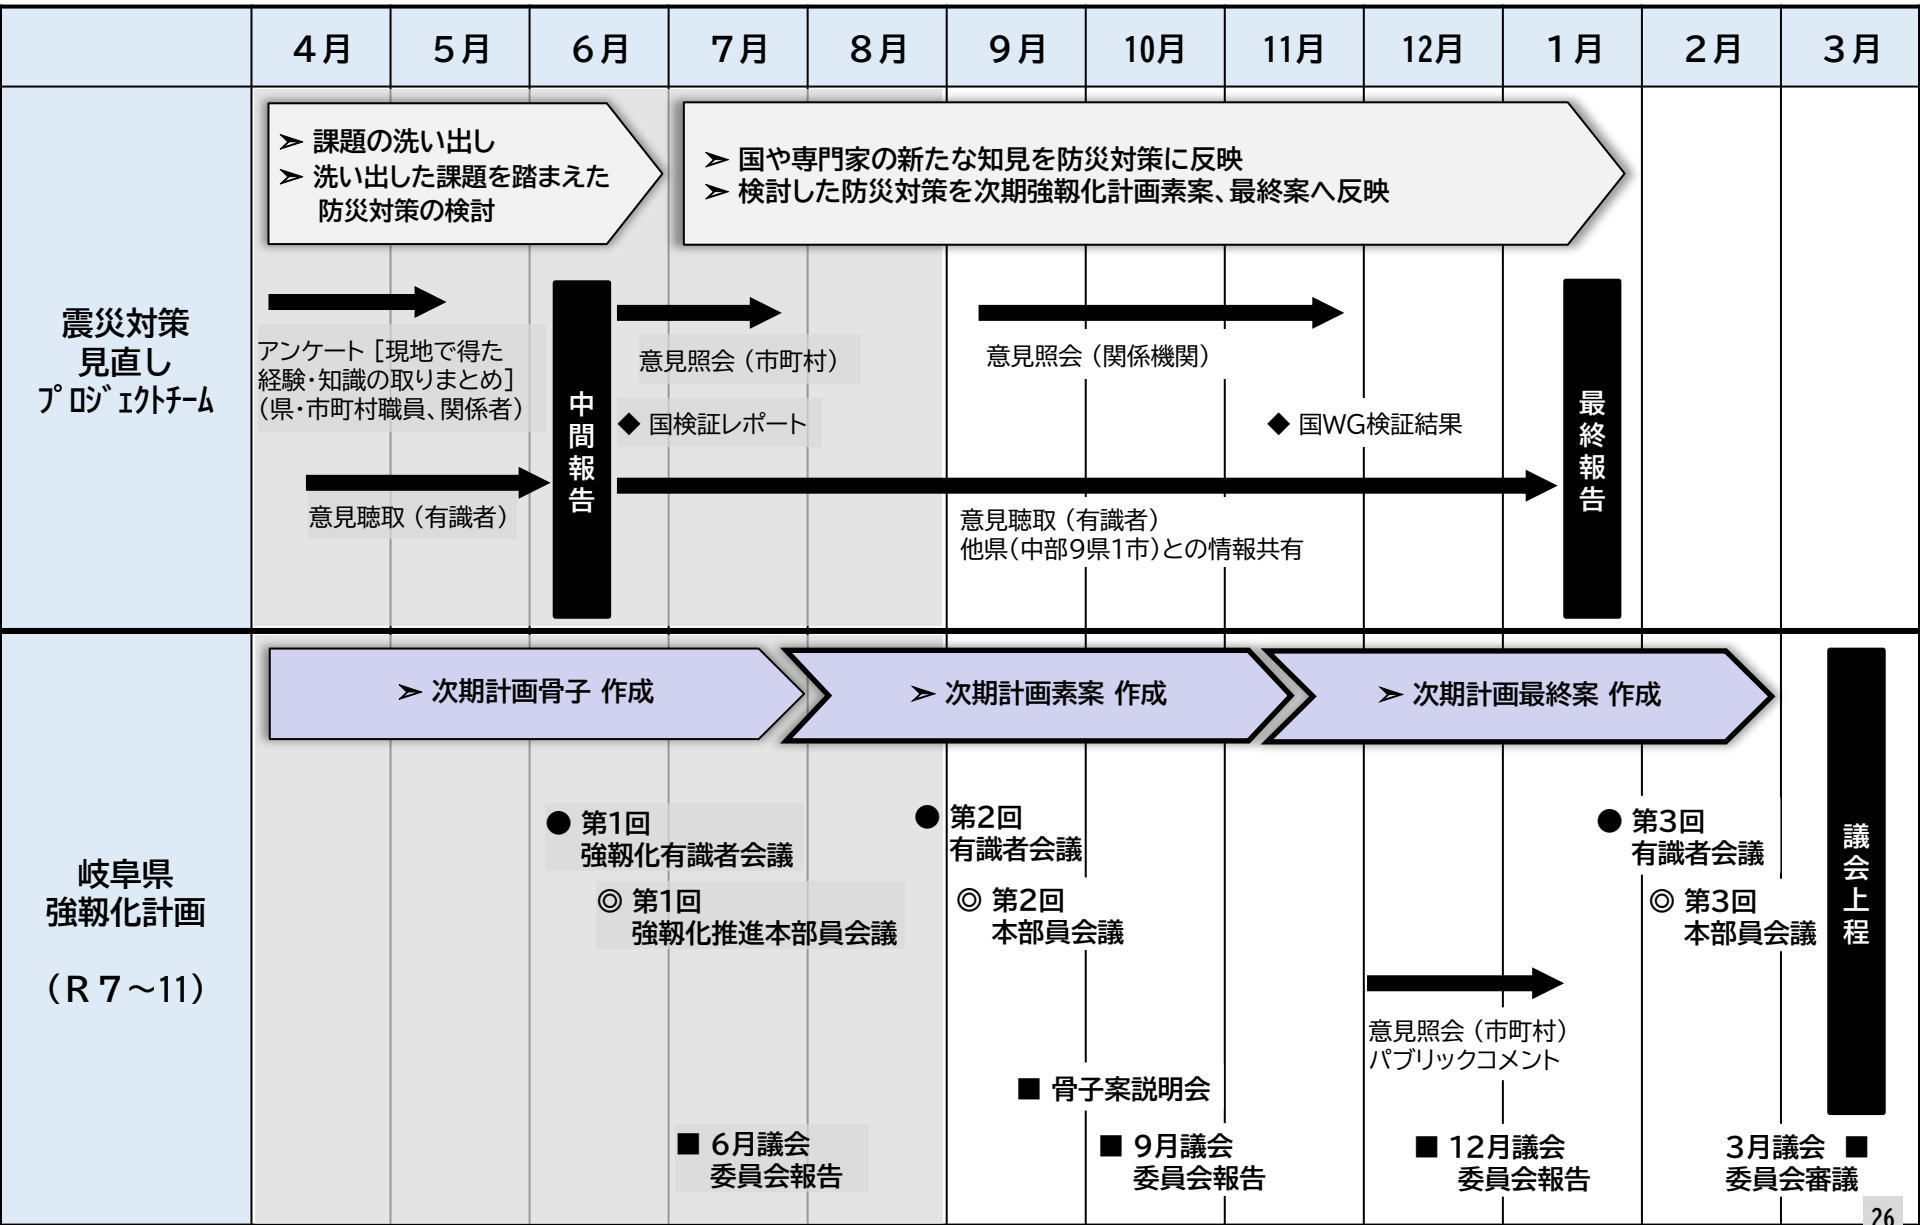 4月 5月 6月 7月 8月 9月 10月 11月 12月 1月 2月 3月
震災対策
見直し
プロジェクトチーム
➢ 課題の洗い出し
➢ 洗い出した課題を踏まえた
防災対策の検討
➢ 国や専門家の新たな知見を防災対策に反映
➢ 検討した防災対策を次期強靱化計画素案、最終案へ反映
アンケート［現地で得た
経験・知識の取りまとめ］
（県・市町村職員、関係者）
意見聴取（有識者）
中間報告
意見照会（市町村）
◆ 国検証レポート
意見照会（関係機関）
◆ 国WG検証結果
意見聴取（有識者）
他県（中部9県1市）との情報共有
最終報告
岐阜県
強靱化計画
（R７～11）
➢ 次期計画骨子 作成
➢ 次期計画素案 作成
➢ 次期計画最終案 作成
● 第1回
強靱化有識者会議
◎ 第1回
強靱化推進本部員会議
● 第2回
有識者会議
◎ 第2回
本部員会議
● 第3回
有識者会議
◎ 第3回
本部員会議
意見照会（市町村）
パブリックコメント
■ 骨子案説明会
■ 6月議会
委員会報告
■ 9月議会
委員会報告
■ 12月議会
委員会報告
3月議会 ■
委員会審議
議会上程
26